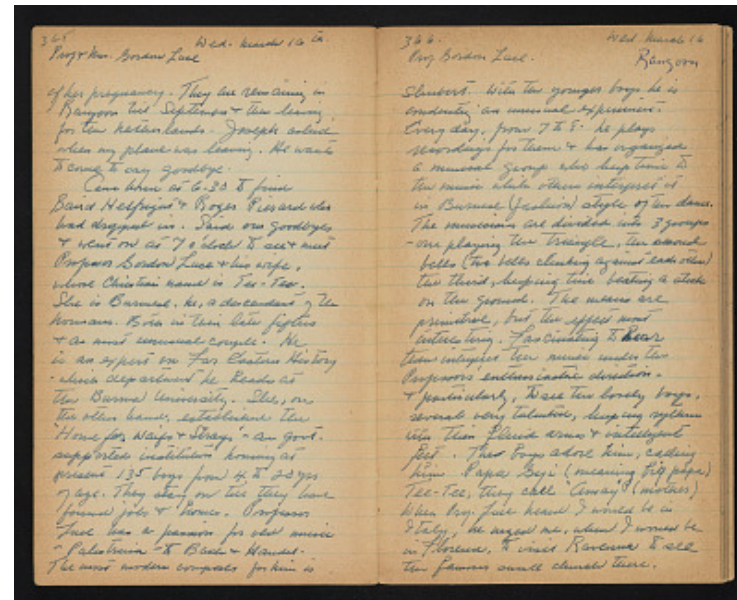 365 Wed. March 16 th.
Prof & Mrs. Gordon Luce
of her pregnancy. They are remaining in
Rangoon till September & then leaving
for the Netherlands. Joseph
when my plane was leaving. He wants
to come to say goodbye.
Came home at 6:30 to find
Baird & Roger Pierard who
had dropped in. Said our goodbyes
& went on at 7 o'clock to meet
Professor Gordon Luce & his wife,
whose Christian name is Tee-Tee.
She is Burmese, he, a descendant of the
Normans. Both in their late fifties
& a most unusual couple. He
is an expert on Far Eastern History
- which department he heads at
the Burma University. She, on
the other hand, established the
"Home for Waifs & Strays" - an govt.
supported institution housing at
present 135 boys from 4 to 20 yrs
of age. They stay on till they have
found jobs & homes. Professor
Luce has a passion for old music
- Palestrina - to Bach & Handel.
The most modern composer for him is
366. Wed. March 16
Prof Gordon Luce. Rangoon
Schubert. With the younger boys he is
conducting an unusual experiment.
Every day, from 7 to 8. he plays
recordings for them & has organized
a musical group who keep time to
the music while others interpret it
in Burmese (fashion) style of the dance.
The musicians are divided into 3 groups
- one playing the triangle, the second
bells (two bells clinking against each other)
the third, keeping time beating a stick
on the ground. The means are
primitive, but the effect most
interesting. Fascinating to hear
the music under the
Professors enthusiastic direction -
& particularly, to see the lovely boys,
several very talented, keeping rhythm
with their fluid arms & intelligent
feet. The boys adore him, calling
him Papa Gyi (meaning big papa)
Tee-Tee, they call "Amay" (mother)
When Prof. Luce heard I would be in
Italy, he urged me, when I would be
in Florence, to visit Ravenna to see
the famous small church there.